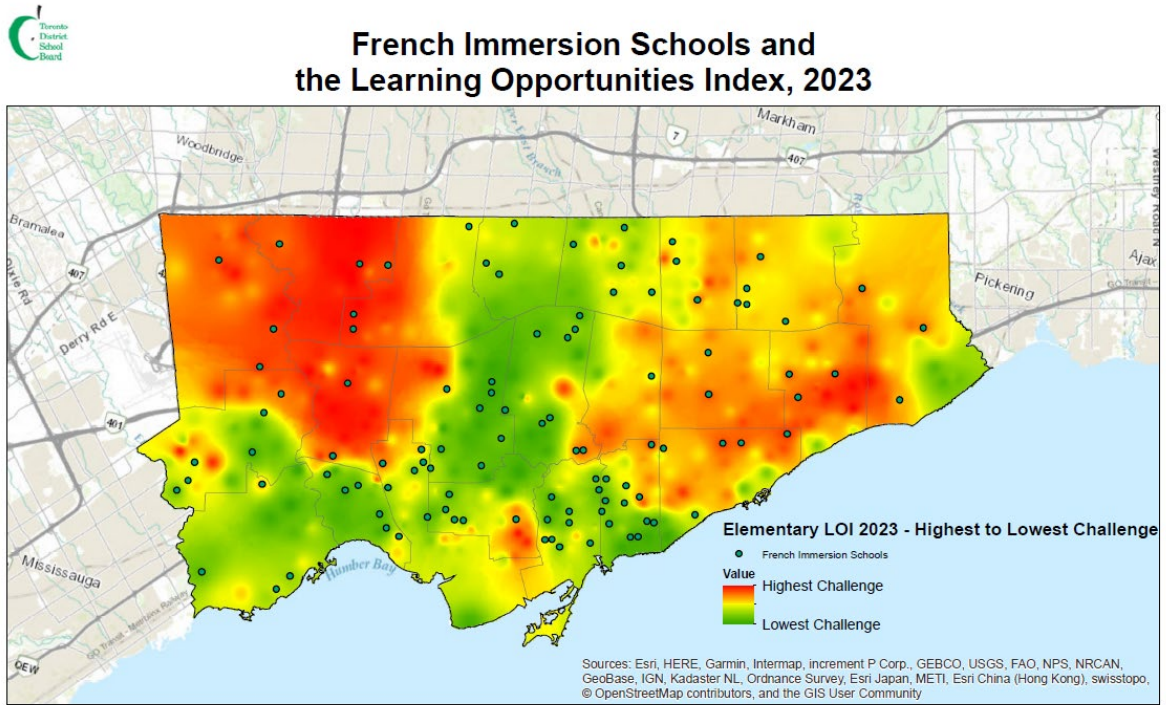 Toronto
District
School
Board
French Immersion Schools and
the Learning Opportunities Index, 2023
Woodbridge
Markham
7
407
Bramalea
407
Dixie Rd
Derry Rd E
401
Ajax
Pickering
Mississauga
Humber Bay
QEW
Elementary LOI 2023 - Highest to Lowest Challenge
French Immersion Schools
Value
Highest Challenge
Lowest Challenge
Sources: Esri, HERE, Garmin, Intermap, increment P Corp., GEBCO, USGS, FAO, NPS, NRCAN,
GeoBase, IGN, Kadaster NL, Ordnance Survey, Esri Japan, METI, Esri China (Hong Kong), swisstopo,
© OpenStreetMap contributors, and the GIS User Community